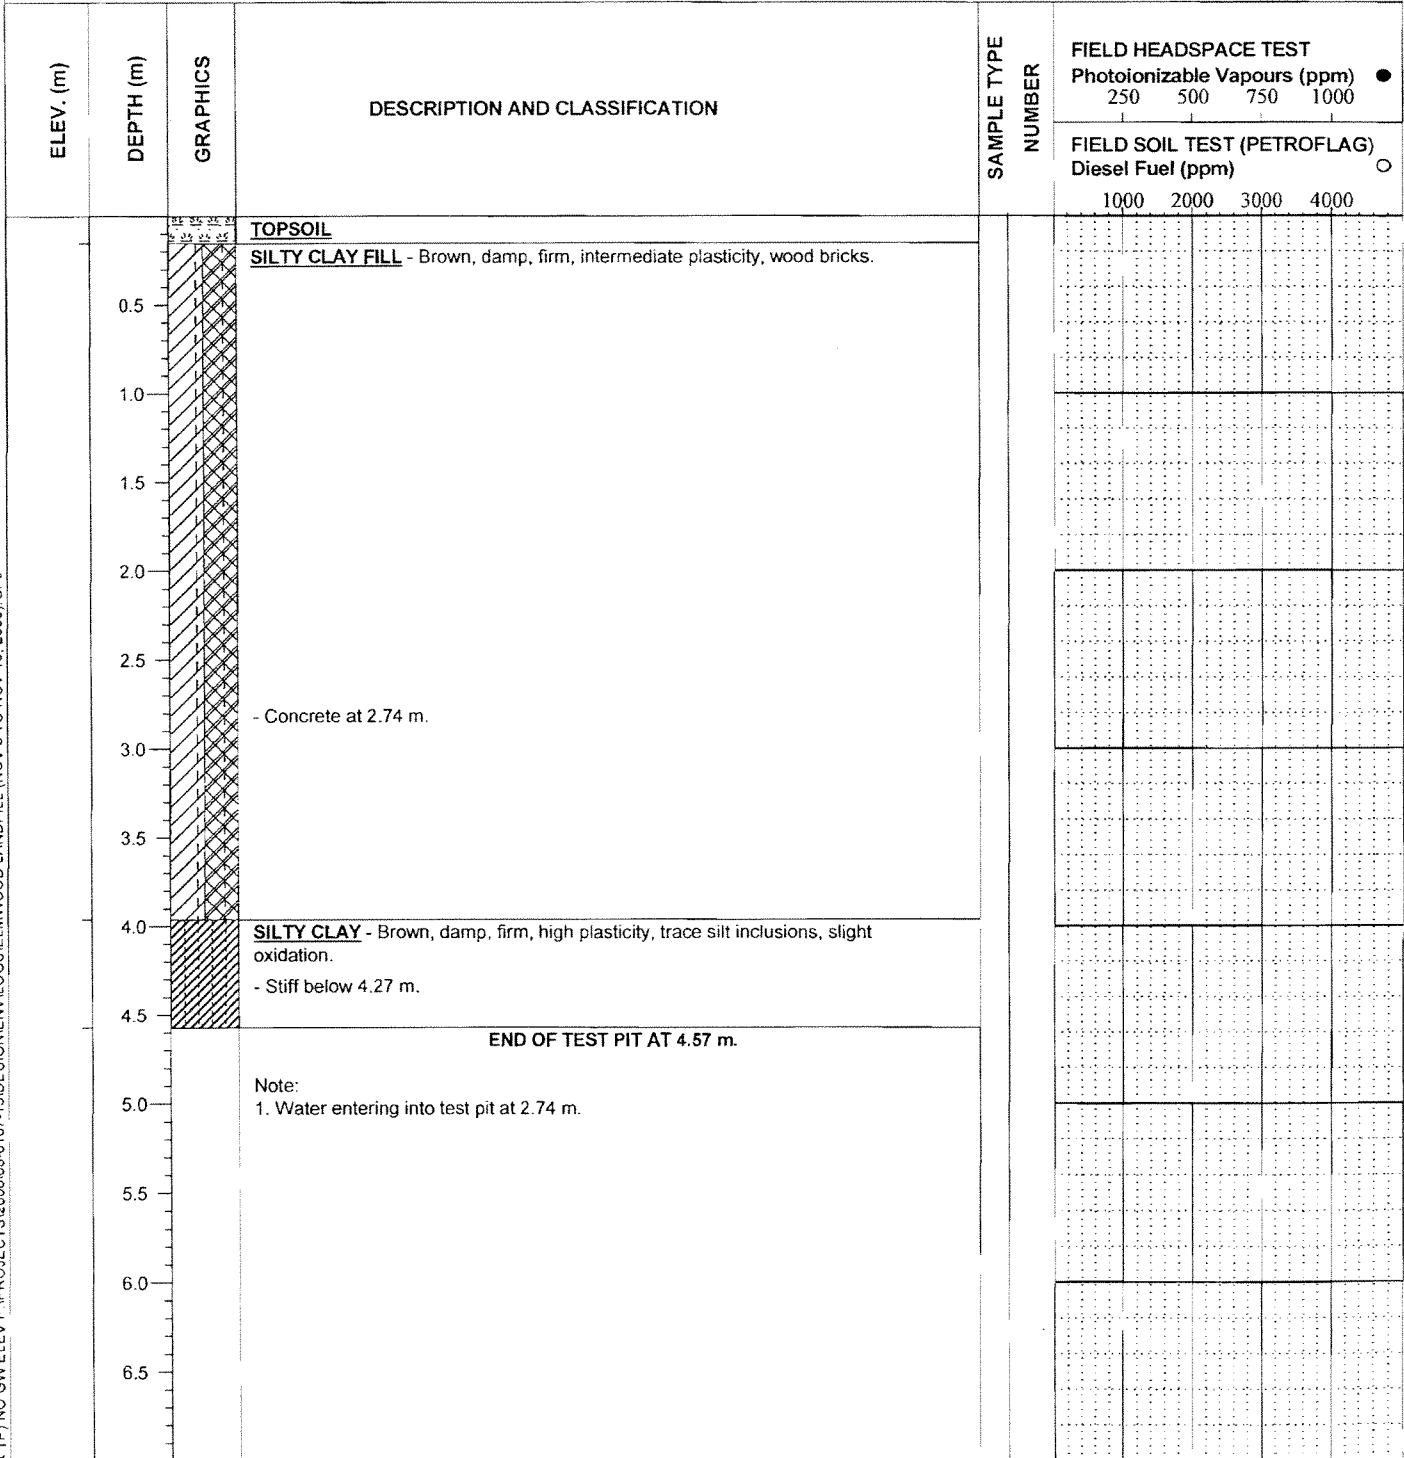 ELEV. (m)
DEPTH (m)
GRAPHICS
DESCRIPTION AND CLASSIFICATION
SAMPLE TYPE
NUMBER
FIELD HEADSPACE TEST
Photoionizable Vapours (ppm)
250 500 750 1000
FIELD SOIL TEST (PETROFLAG)
Diesel Fuel (ppm)
1000 2000 3000 4000
TOPSOIL
SILTY CLAY FILL - Brown, damp, firm, intermediate plasticity, wood bricks.
0.5
1.0
1.5
2.0
2.5
- Concrete at 2.74 m.
3.0
3.5
4.0
SILTY CLAY - Brown, damp, firm, high plasticity, trace silt inclusions, slight
oxidation.
- Stiff below 4.27 m.
4.5
END OF TEST PIT AT 4.57 m.
Note:
5.0
1. Water entering into test pit at 2.74 m.
5.5
6.0
6.5